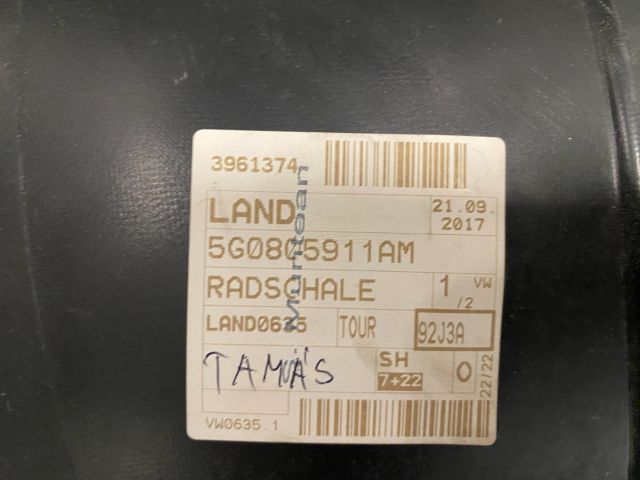 3961374
LAND
21.09.
2017
5G0805911AM
RADSCHALE
1/2
VW
LAND0635
TOUR
92J3A
TAMÁS
SH
7+22
O
22/22
VW0635.1
Muntean